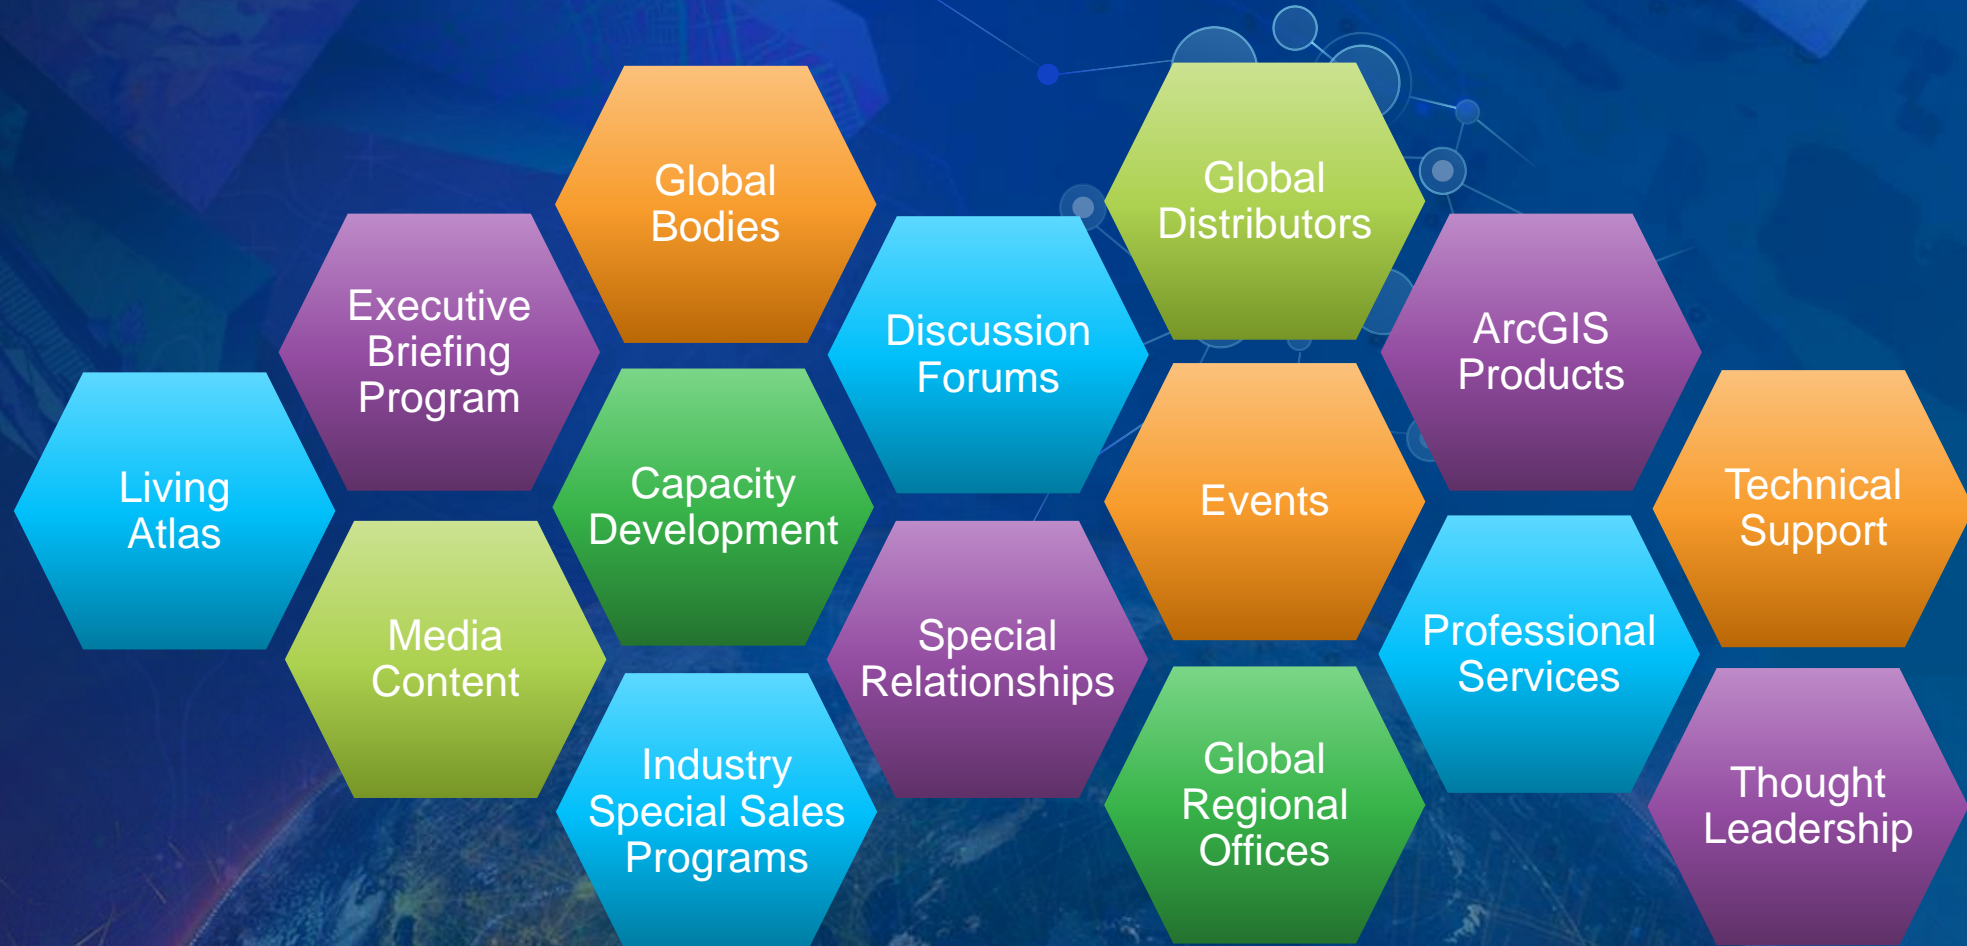 Global
Bodies
Global
Distributors
Executive
Briefing
Program
Discussion
Forums
ArcGIS
Products
Living
Atlas
Capacity
Development
Events
Technical
Support
Media
Content
Special
Relationships
Professional
Services
Industry
Special Sales
Programs
Global
Regional
Offices
Thought
Leadership